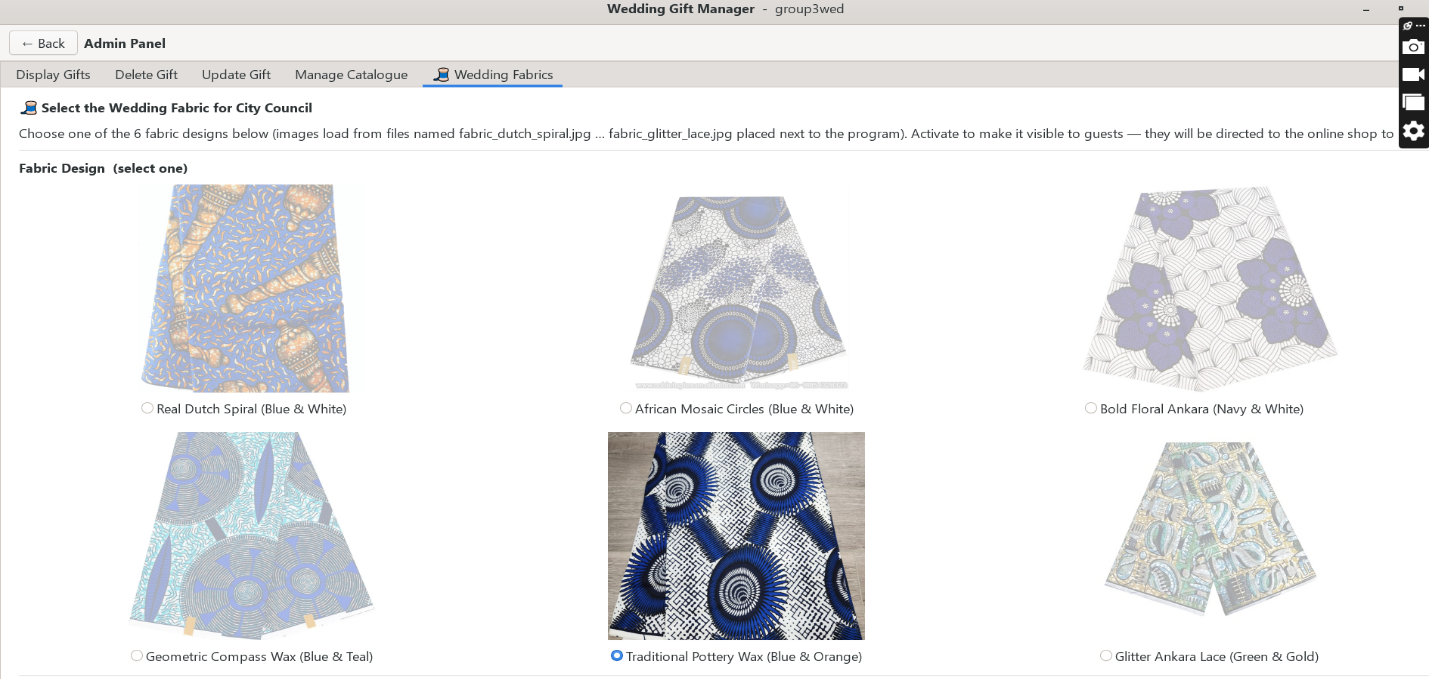 Wedding Gift Manager - group3wed
← Back Admin Panel
Display Gifts Delete Gift Update Gift Manage Catalogue Wedding Fabrics
Select the Wedding Fabric for City Council
Choose one of the 6 fabric designs below (images load from files named fabric_dutch_spiral.jpg ... fabric_glitter_lace.jpg placed next to the program). Activate to make it visible to guests — they will be directed to the online shop to
Fabric Design (select one)
Real Dutch Spiral (Blue & White) African Mosaic Circles (Blue & White) Bold Floral Ankara (Navy & White)
Geometric Compass Wax (Blue & Teal) Traditional Pottery Wax (Blue & Orange) Glitter Ankara Lace (Green & Gold)